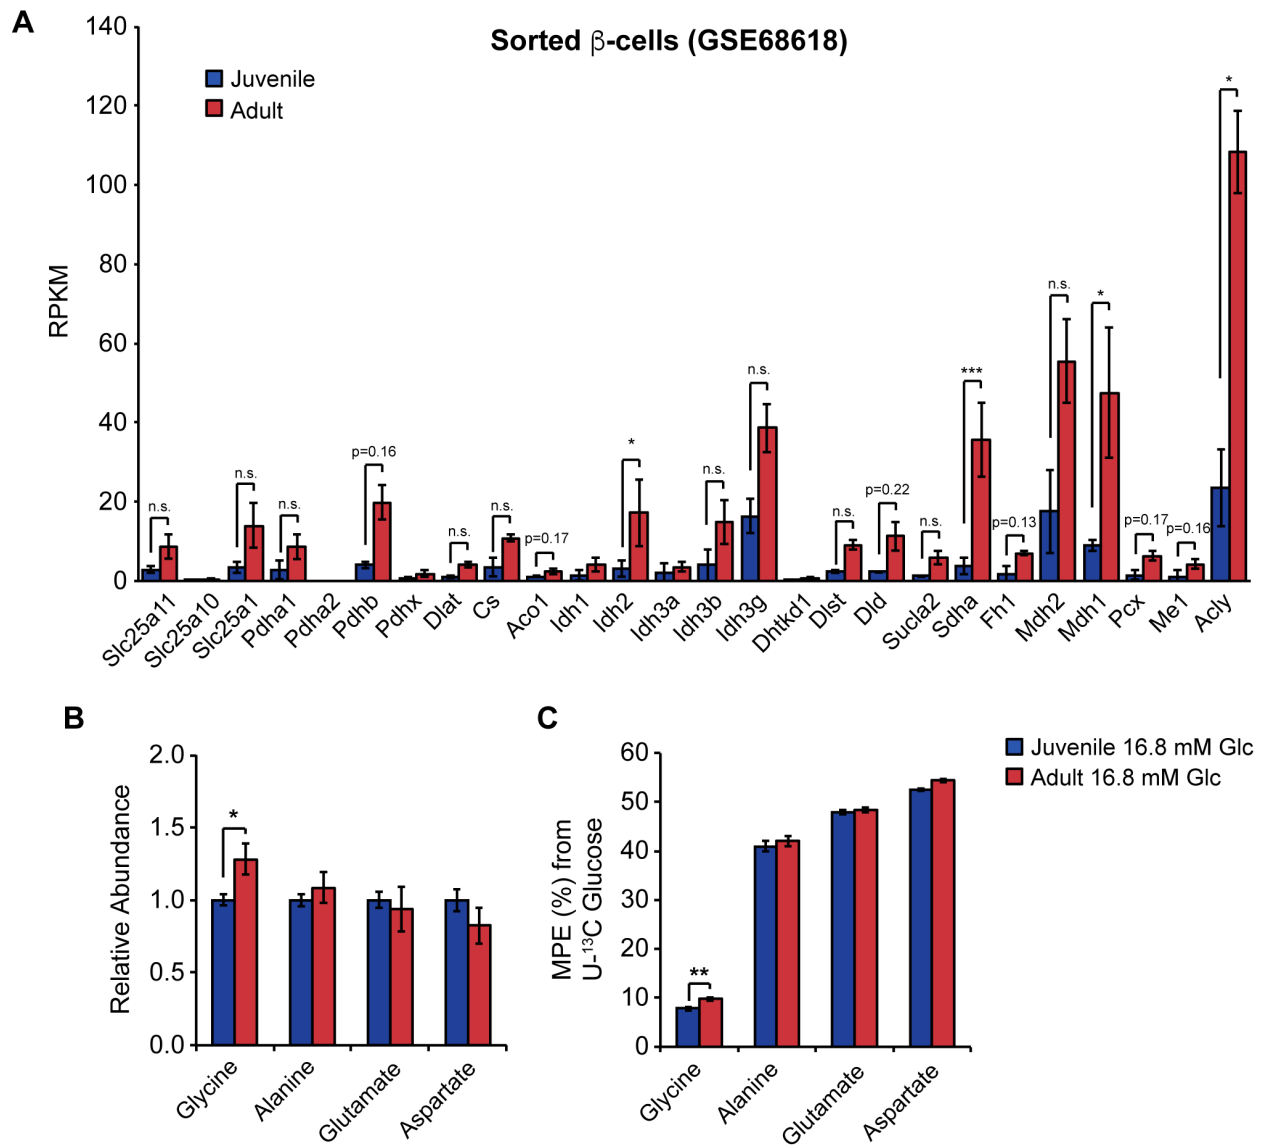 A
Sorted β-cells (GSE68618)
Juvenile
Adult
RPKM
140
120
100
80
60
40
20
0
n.s.
n.s.
n.s.
p=0.16
n.s.
n.s.
p=0.17
*
n.s.
n.s.
n.s.
p=0.22
n.s.
***
p=0.13
n.s.
*
p=0.17
p=0.16
*
Slc25a11
Slc25a10
Slc25a1
Pdha1
Pdha2
Pdhb
Pdhx
Dlat
Cs
Aco1
Idh1
Idh2
Idh3a
Idh3b
Idh3g
Dhtkd1
Dlst
Dld
Sucla2
Sdha
Fh1
Mdh2
Mdh1
Pcx
Me1
Acly
B
Relative Abundance
2.0
1.5
1.0
0.5
0.0
*
Glycine
Alanine
Glutamate
Aspartate
C
MPE (%) from
U-¹³C Glucose
60
50
40
30
20
10
0
**
Glycine
Alanine
Glutamate
Aspartate
Juvenile 16.8 mM Glc
Adult 16.8 mM Glc